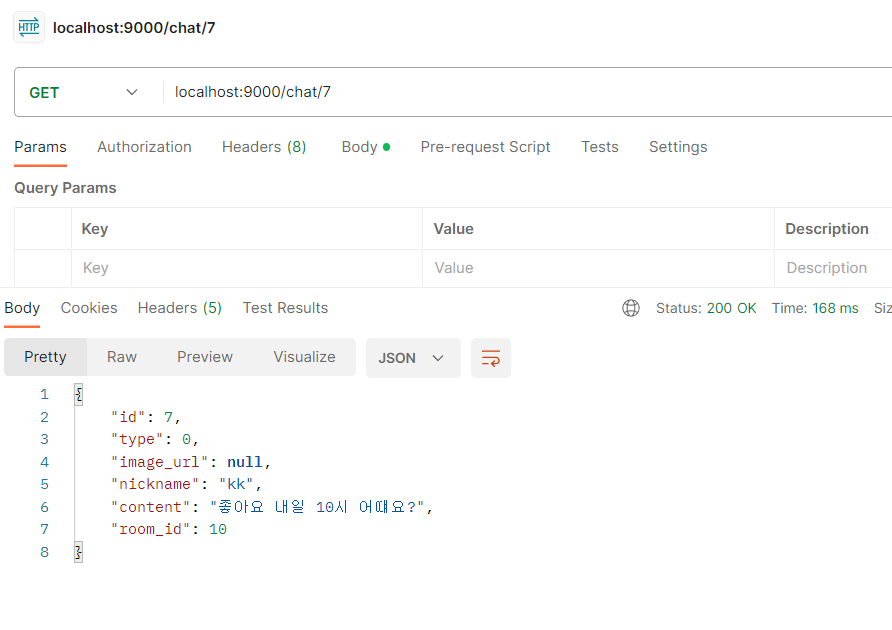 HTTP localhost:9000/chat/7
GET localhost:9000/chat/7
Params Authorization Headers (8) Body Pre-request Script Tests Settings
Query Params
Key Value Description
Key Value Description
Body Cookies Headers (5) Test Results Status: 200 OK Time: 168 ms Siz
Pretty Raw Preview Visualize JSON
1 {
2 "id": 7,
3 "type": 0,
4 "image_url": null,
5 "nickname": "kk",
6 "content": "좋아요 내일 10시 어떄요?",
7 "room_id": 10
8 }